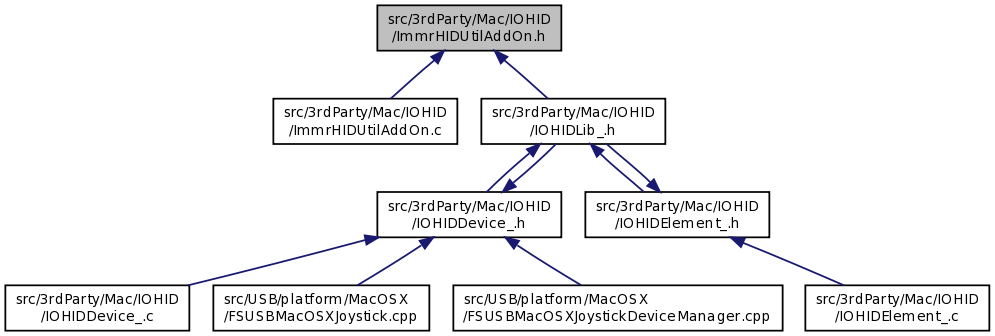 src/3rdParty/Mac/IOHID
/ImmrHIDUtilAddOn.h
src/3rdParty/Mac/IOHID
/ImmrHIDUtilAddOn.c
src/3rdParty/Mac/IOHID
/IOHIDLib_.h
src/3rdParty/Mac/IOHID
/IOHIDDevice_.h
src/3rdParty/Mac/IOHID
/IOHIDElement_.h
src/3rdParty/Mac/IOHID
/IOHIDDevice_.c
src/USB/platform/MacOSX
/FSUSBMacOSXJoystick.cpp
src/USB/platform/MacOSX
/FSUSBMacOSXJoystickDeviceManager.cpp
src/3rdParty/Mac/IOHID
/IOHIDElement_.c